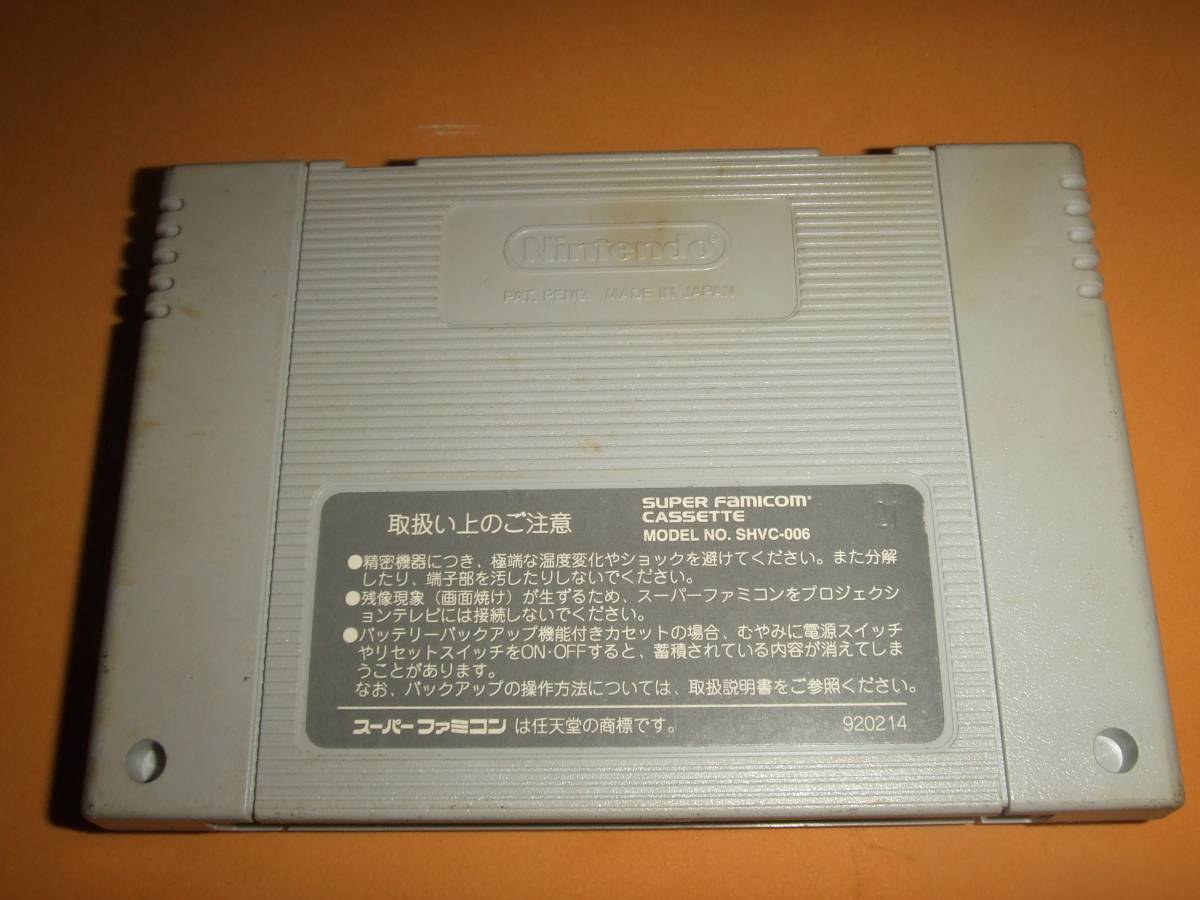 Nintendo®
PAT. PEND. MADE IN JAPAN
取扱い上のご注意
SUPER FAMICOM®
CASSETTE
MODEL NO. SHVC-006
●精密機器につき、極端な温度変化やショックを避けてください。また分解
したり、端子部を汚したりしないでください。
●残像現象（画面焼け）が生ずるため、スーパーファミコンをプロジェクシ
ョンテレビには接続しないでください。
●バッテリーバックアップ機能付きカセットの場合、むやみに電源スイッチ
やリセットスイッチをON·OFFすると、蓄積されている内容が消えてしま
うことがあります。
なお、バックアップの操作方法については、取扱説明書をご参照ください。
スーパーファミコン は任天堂の商標です。
920214